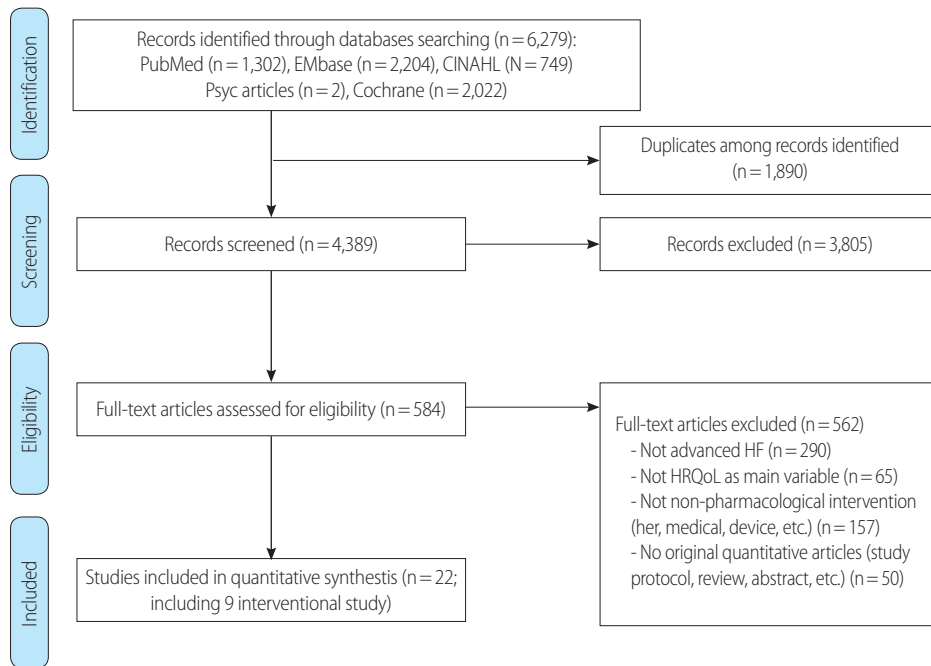 Identification
Records identified through databases searching (n=6,279):
PubMed (n=1,302), EMbase (n=2,204), CINAHL (N=749)
Psyc articles (n=2), Cochrane (n=2,022)
Duplicates among records identified
(n=1,890)
Screening
Records screened (n=4,389)
Records excluded (n=3,805)
Eligibility
Full-text articles assessed for eligibility (n=584)
Full-text articles excluded (n=562)
- Not advanced HF (n=290)
- Not HRQoL as main variable (n=65)
- Not non-pharmacological intervention
(her, medical, device, etc.) (n=157)
- No original quantitative articles (study
protocol, review, abstract, etc.) (n=50)
Included
Studies included in quantitative synthestis (n=22;
including 9 interventional study)